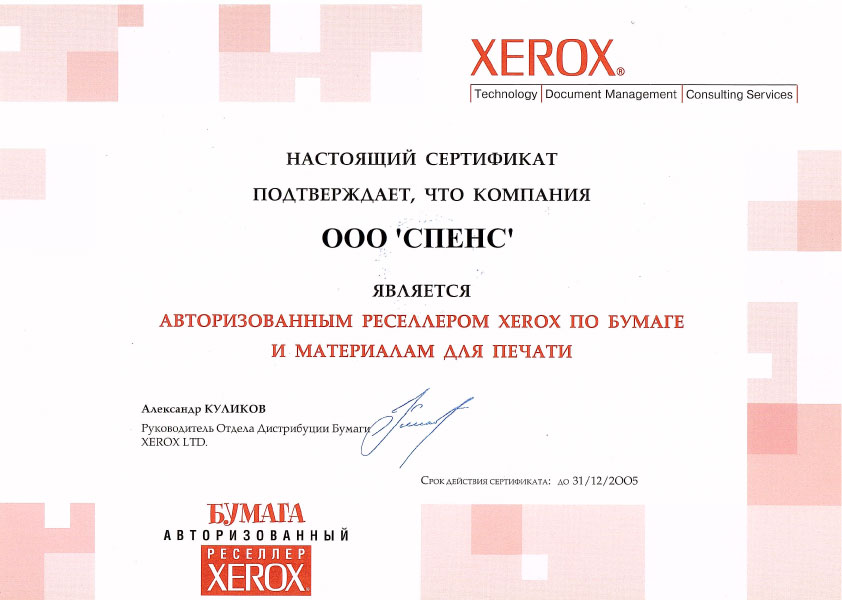 XEROX®
Technology Document Management Consulting Services
НАСТОЯЩИЙ СЕРТИФИКАТ
ПОДТВЕРЖДАЕТ, ЧТО КОМПАНИЯ
ООО 'СПЕНС'
ЯВЛЯЕТСЯ
АВТОРИЗОВАННЫМ РЕСЕЛЛЕРОМ XEROX ПО БУМАГЕ
И МАТЕРИАЛАМ ДЛЯ ПЕЧАТИ
Александр КУЛИКОВ
Руководитель Отдела Дистрибуции Бумаги
XEROX LTD.
СРОК ДЕЙСТВИЯ СЕРТИФИКАТА: ДО 31/12/2005
БУМАГА
АВТОРИЗОВАННЫЙ
РЕСЕЛЛЕР
XEROX